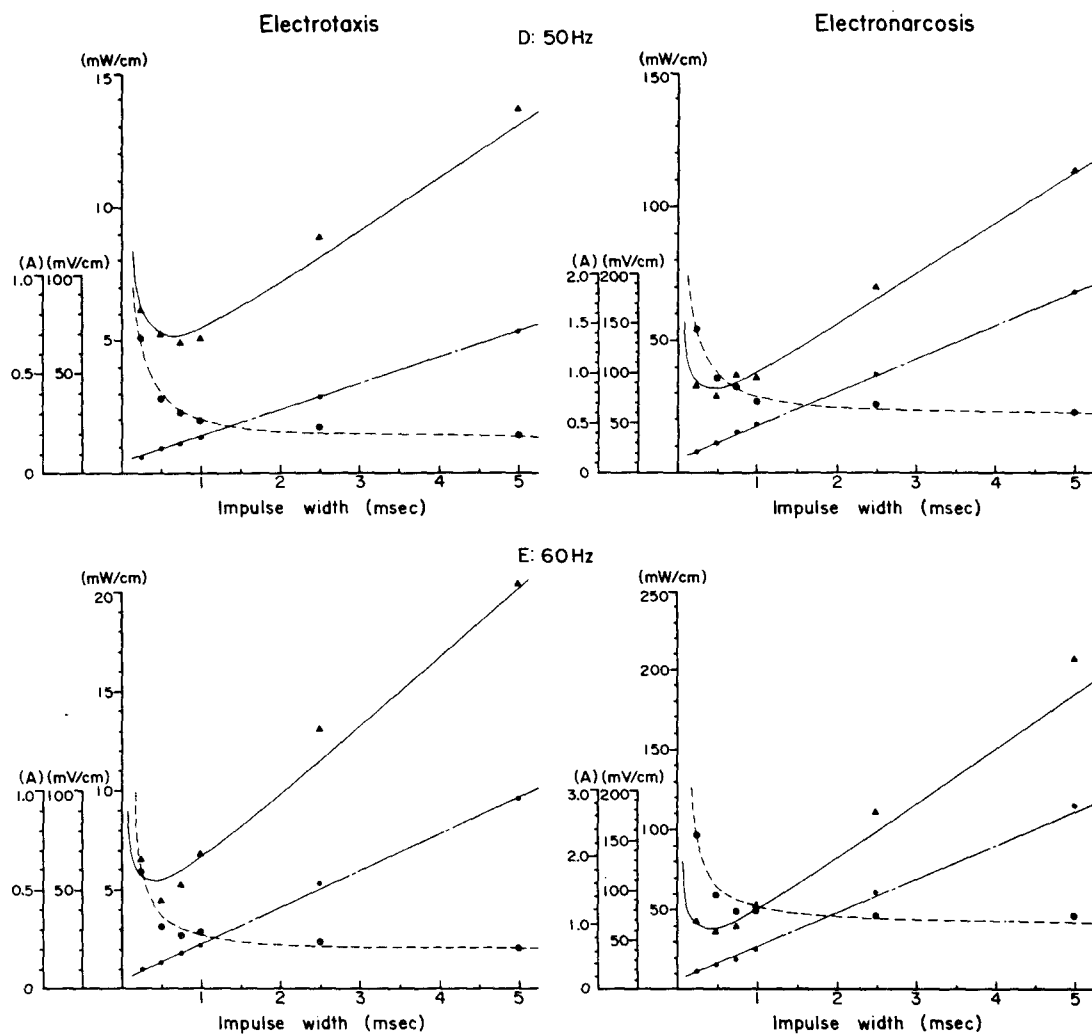 Electrotaxis
Electronarcosis
D: 50Hz
(mW/cm)
15
10
5
(A) (mV/cm)
1.0 100
0.5 50
0 0
1 2 3 4 5
Impulse width (msec)
(mW/cm)
150
100
50
(A) (mV/cm)
2.0 200
1.5 150
1.0 100
0.5 50
0 0
1 2 3 4 5
Impulse width (msec)
E: 60Hz
(mW/cm)
20
15
10
5
(A) (mV/cm)
1.0 100
0.5 50
0 0
1 2 3 4 5
Impulse width (msec)
(mW/cm)
250
200
150
100
50
(A) (mV/cm)
3.0 200
150
2.0
100
1.0
50
0 0
1 2 3 4 5
Impulse width (msec)